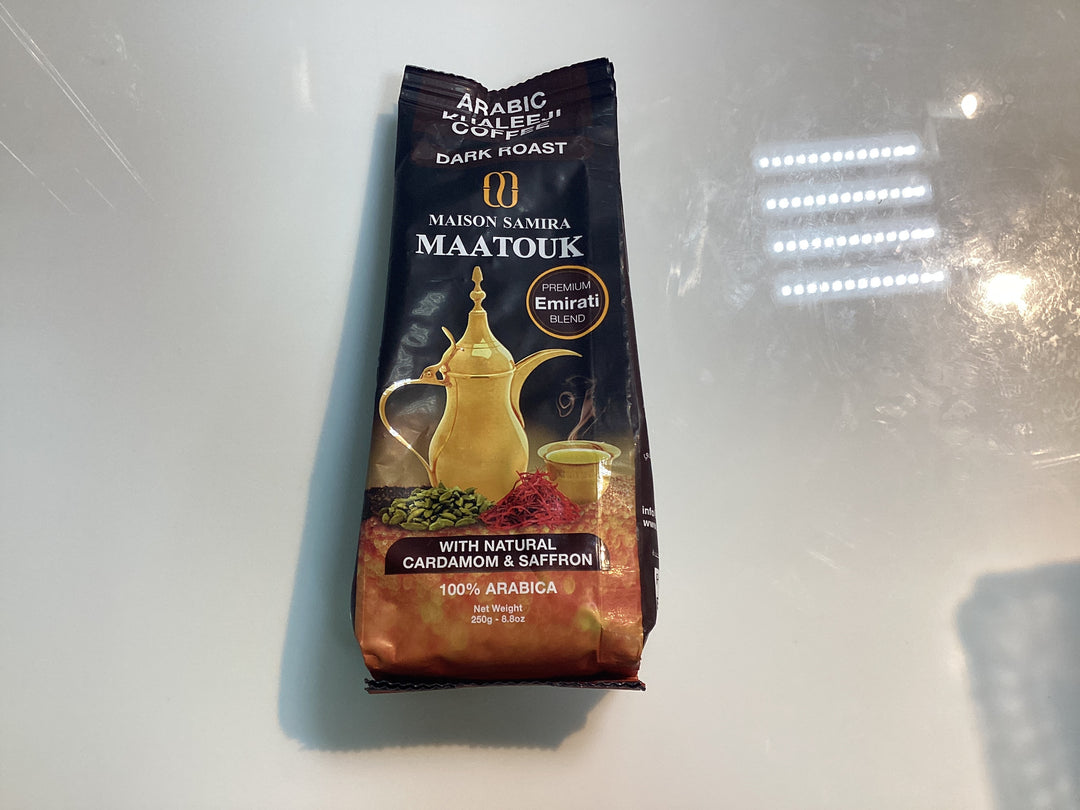 ARABIC
KHALEEJI
COFFEE
DARK ROAST
MAISON SAMIRA
MAATOUK
PREMIUM
Emirati
BLEND
WITH NATURAL
CARDAMOM & SAFFRON
100% ARABICA
Net Weight
250g - 8.8oz